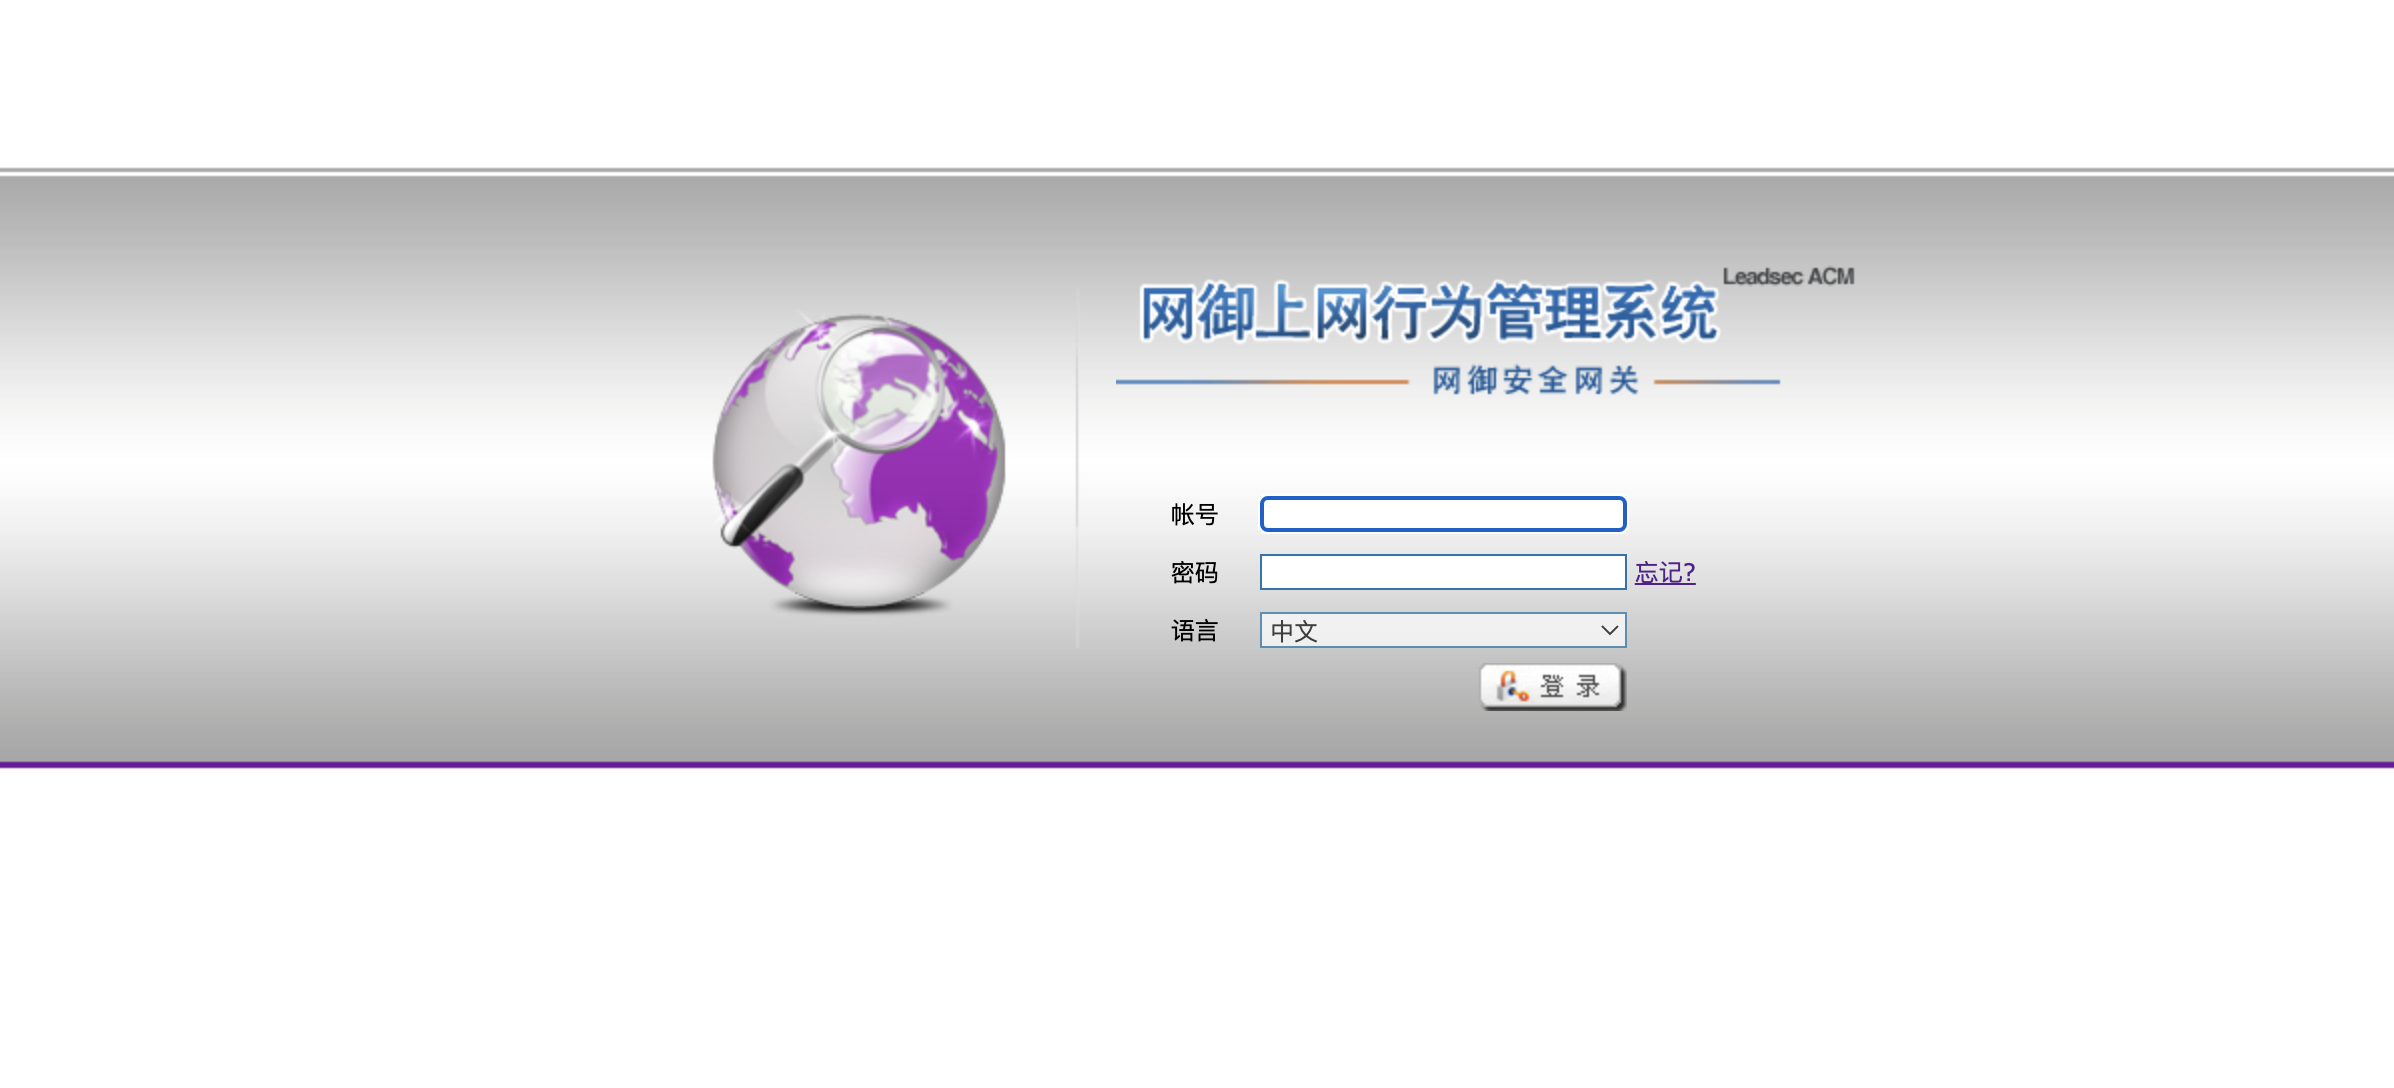 Leadsec ACM
网御上网行为管理系统
网御安全网关
帐号
密码 忘记?
语言 中文
登 录